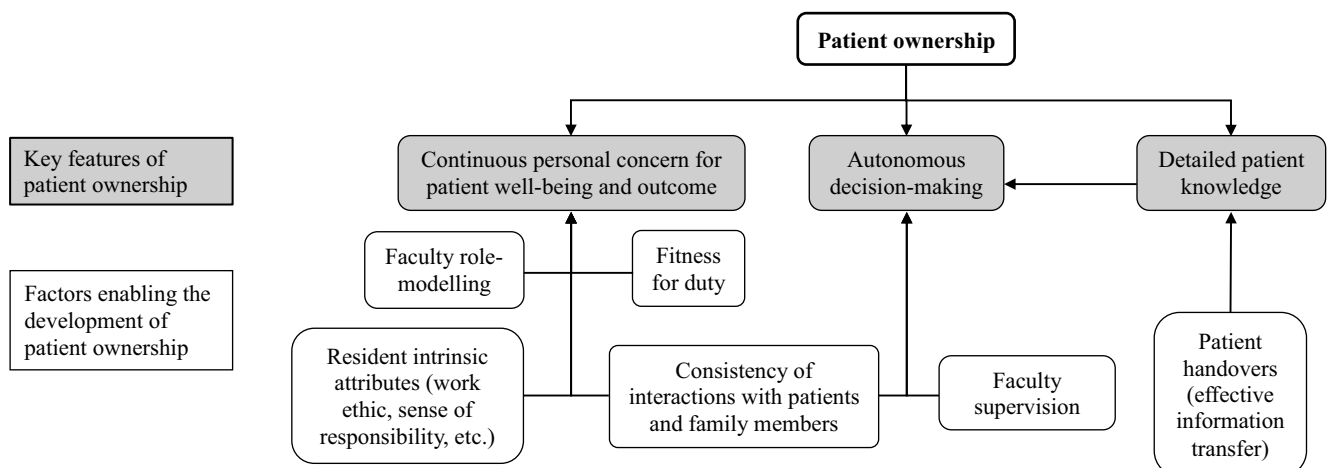 Patient ownership
Key features of
patient ownership
Continuous personal concern for
patient well-being and outcome
Autonomous
decision-making
Detailed patient
knowledge
Faculty role-
modelling
Fitness
for duty
Factors enabling the
development of
patient ownership
Resident intrinsic
attributes (work
ethic, sense of
responsibility, etc.)
Consistency of
interactions with patients
and family members
Faculty
supervision
Patient
handovers
(effective
information
transfer)